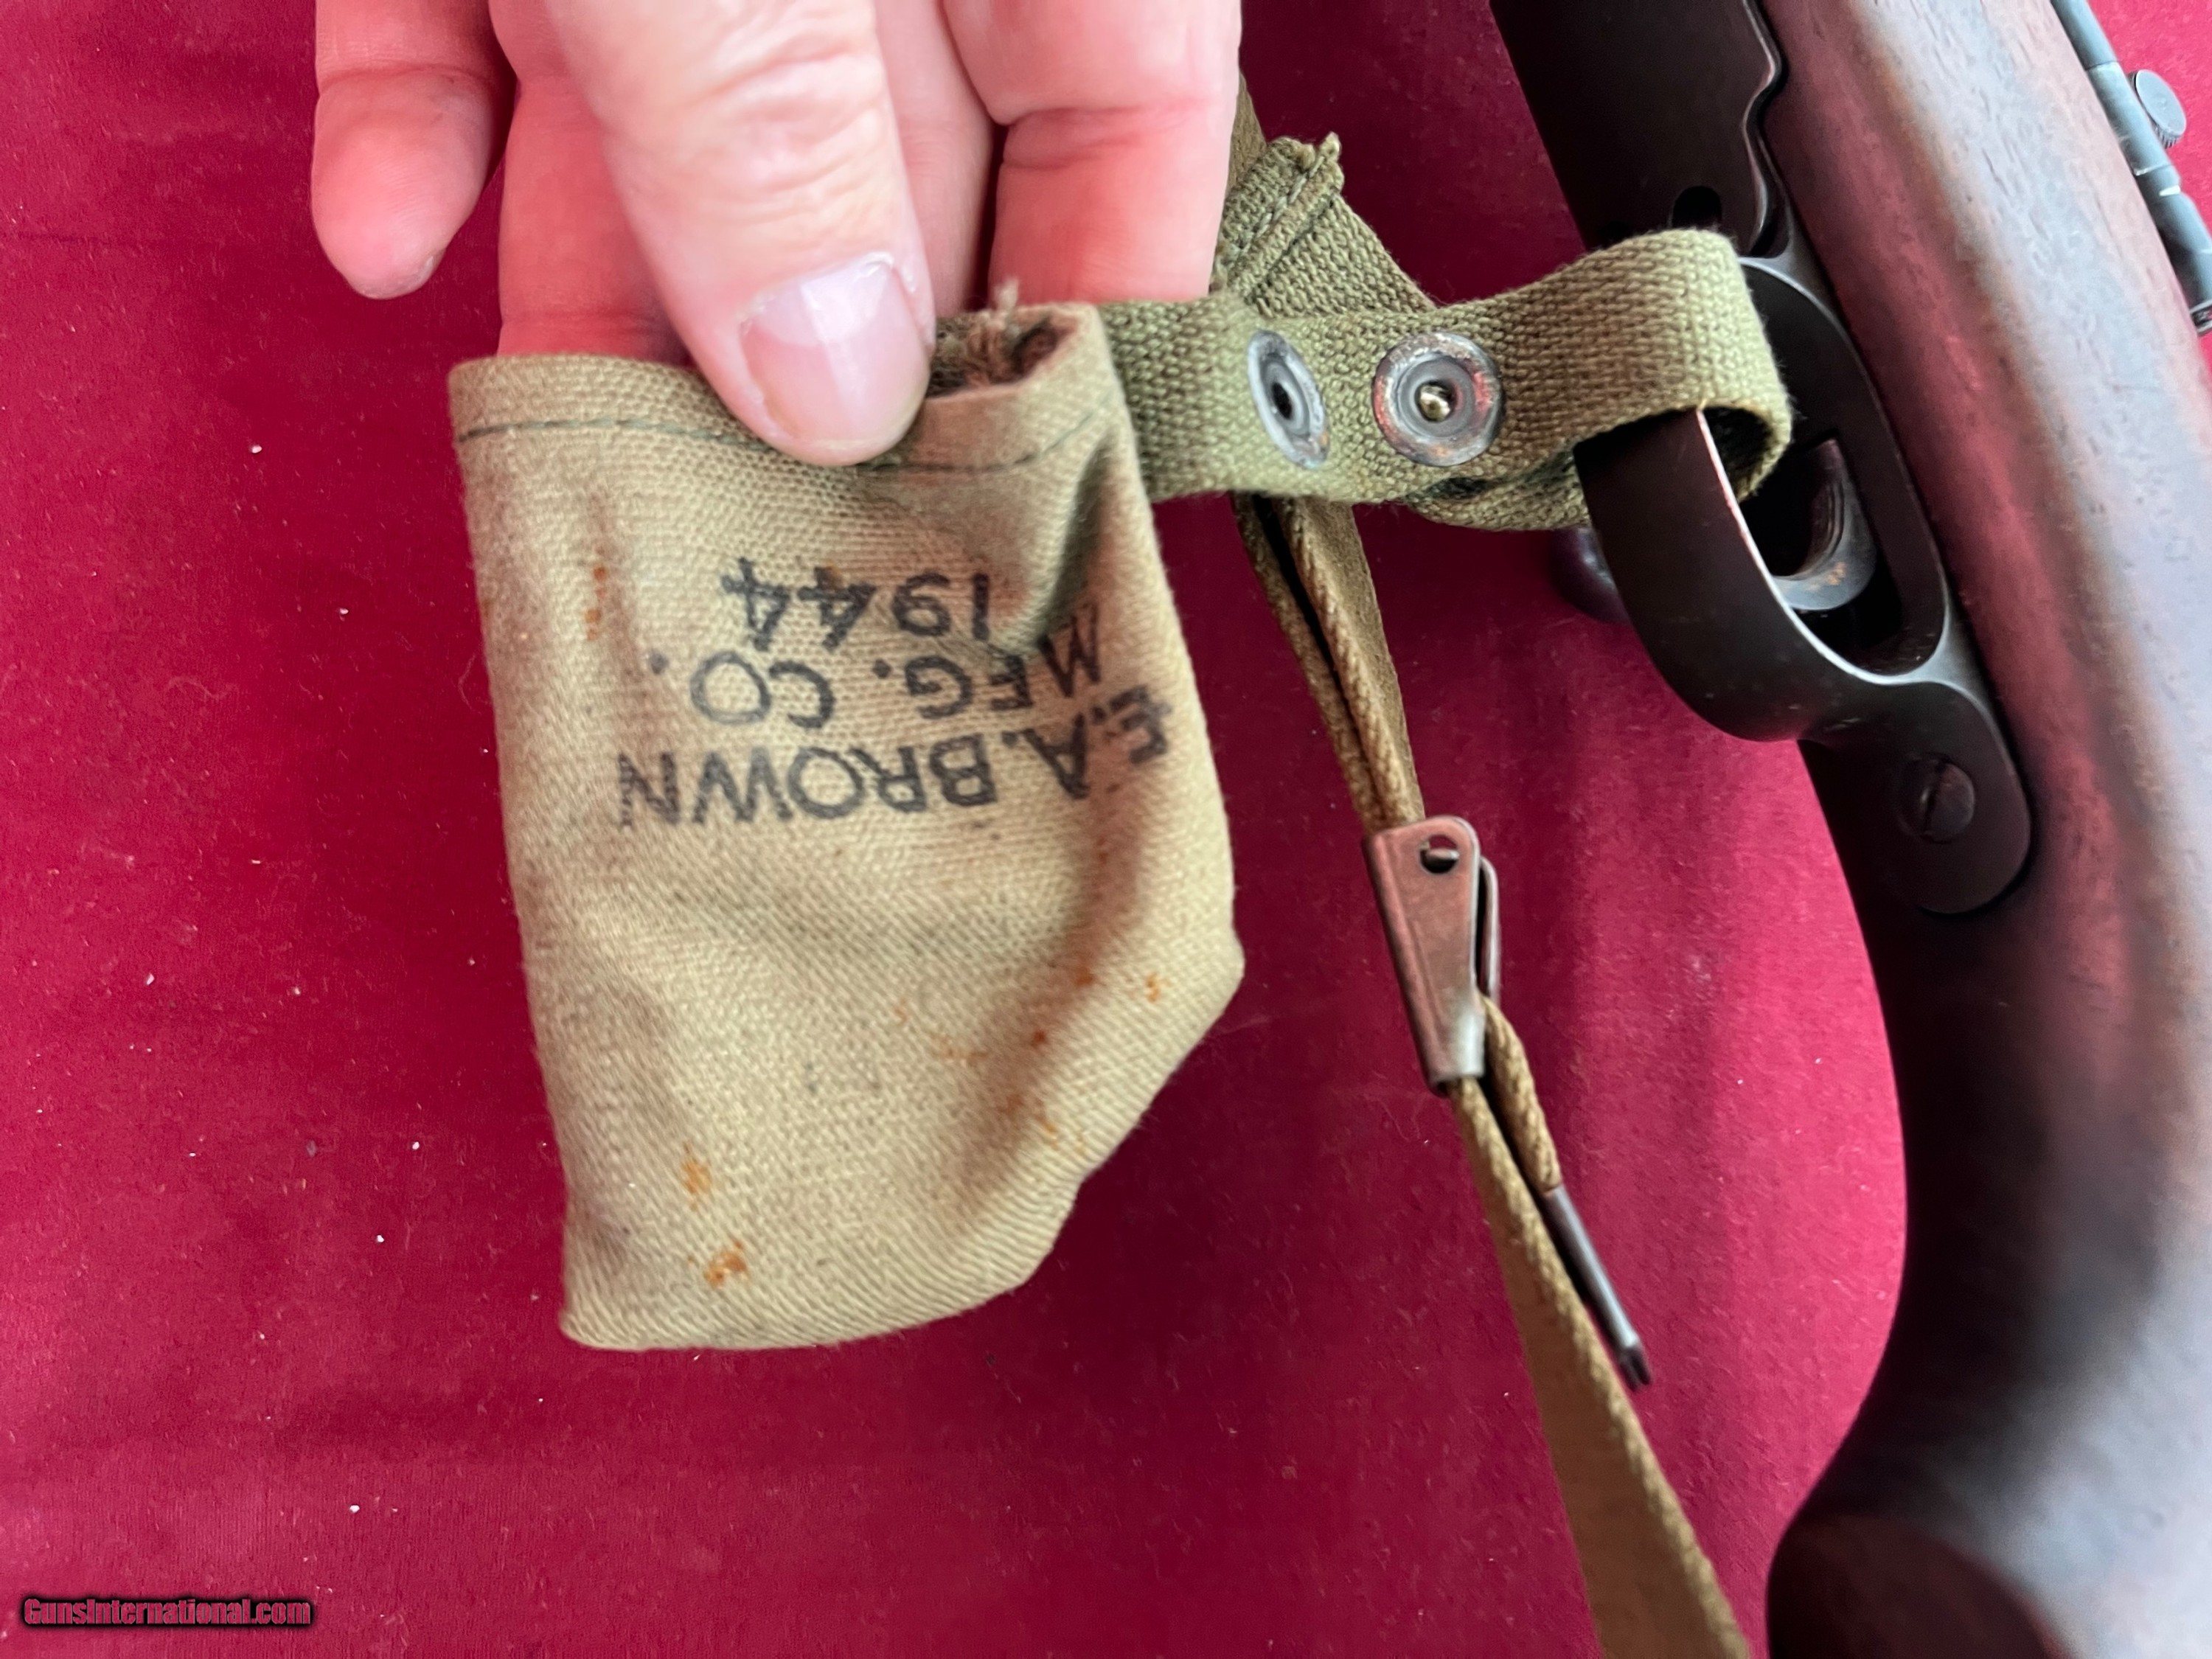 E.A.BROWN
MFG. CO.
1944
GunsInternational.com